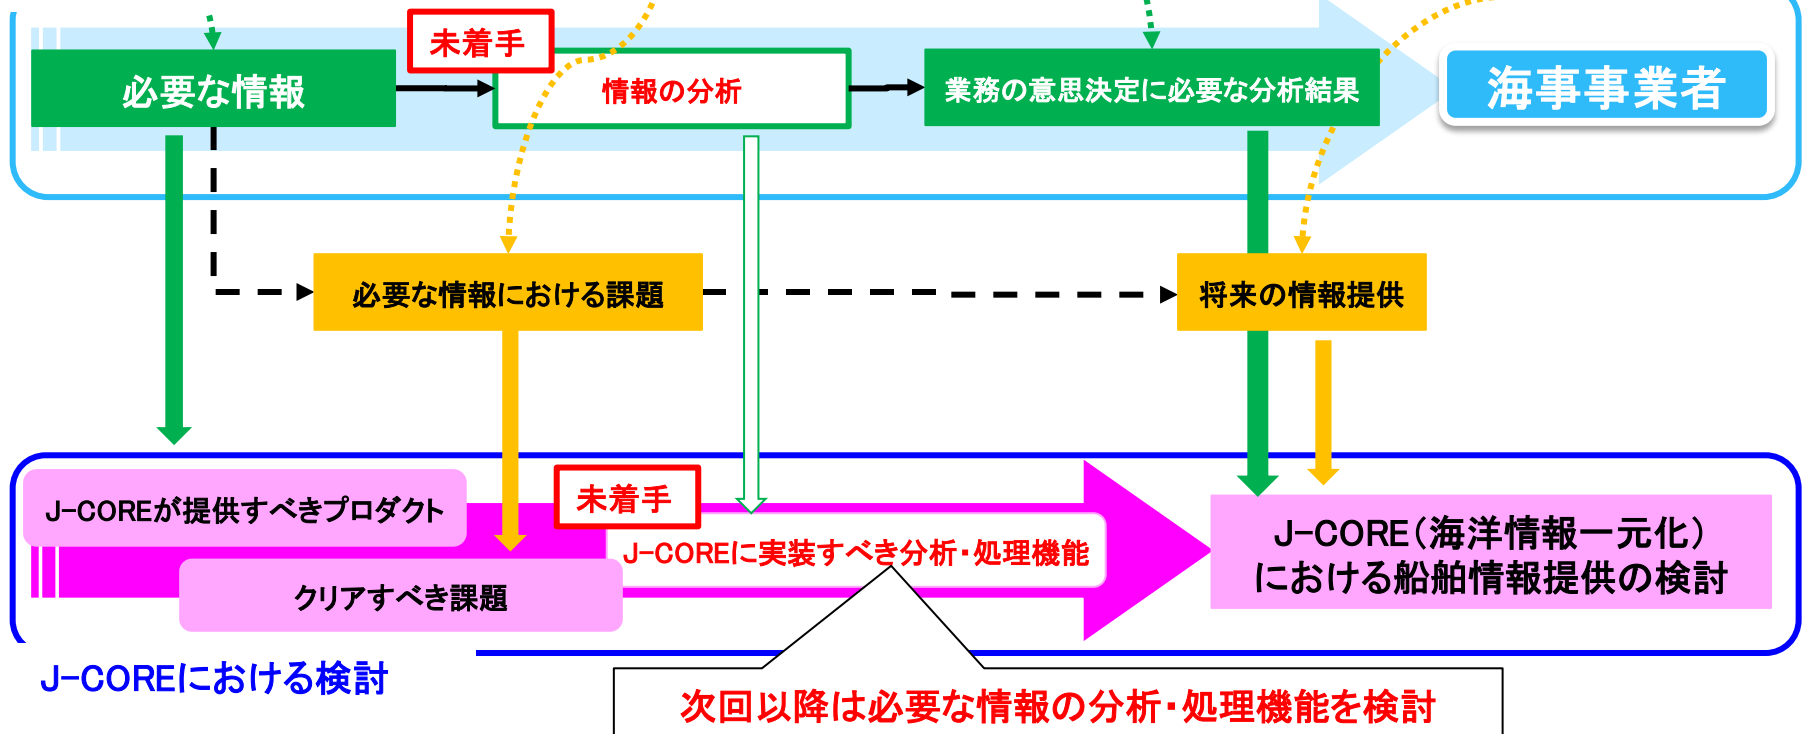 未着手
必要な情報
情報の分析
業務の意思決定に必要な分析結果
海事事業者
必要な情報における課題
将来の情報提供
J-COREが提供すべきプロダクト
未着手
J-COREに実装すべき分析・処理機能
クリアすべき課題
J-CORE（海洋情報一元化）
における船舶情報提供の検討
J-COREにおける検討
次回以降は必要な情報の分析・処理機能を検討